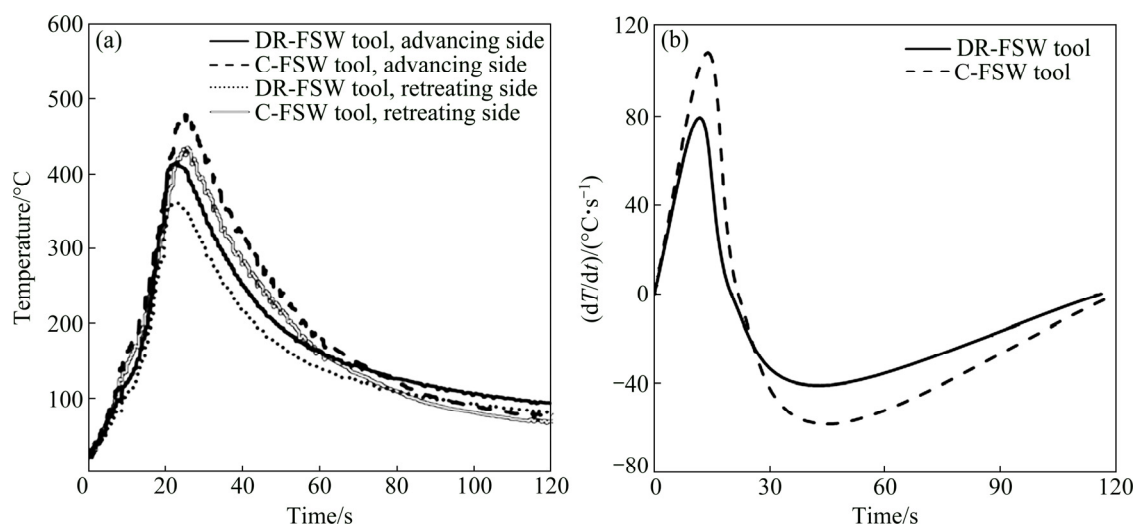 (a)
DR-FSW tool, advancing side
C-FSW tool, advancing side
DR-FSW tool, retreating side
C-FSW tool, retreating side
600
500
400
300
200
100
0 20 40 60 80 100 120
Temperature/°C
Time/s
(b)
DR-FSW tool
C-FSW tool
120
80
40
0
−40
−80
0 30 60 90 120
(dT/dt)/(°C·s⁻¹)
Time/s